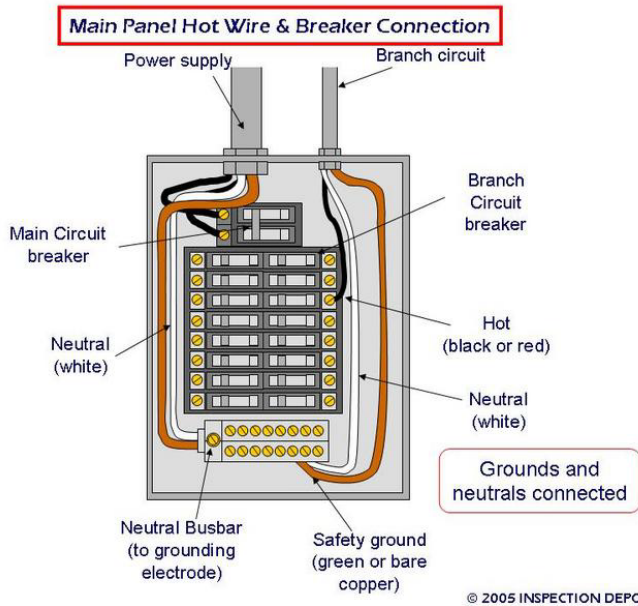 Main Panel Hot Wire & Breaker Connection
Power supply
Branch circuit
Branch
Circuit
breaker
Main Circuit
breaker
Neutral
(white)
Hot
(black or red)
Neutral
(white)
Grounds and
neutrals connected
Neutral Busbar
(to grounding
electrode)
Safety ground
(green or bare
copper)
© 2005 INSPECTION DEPO